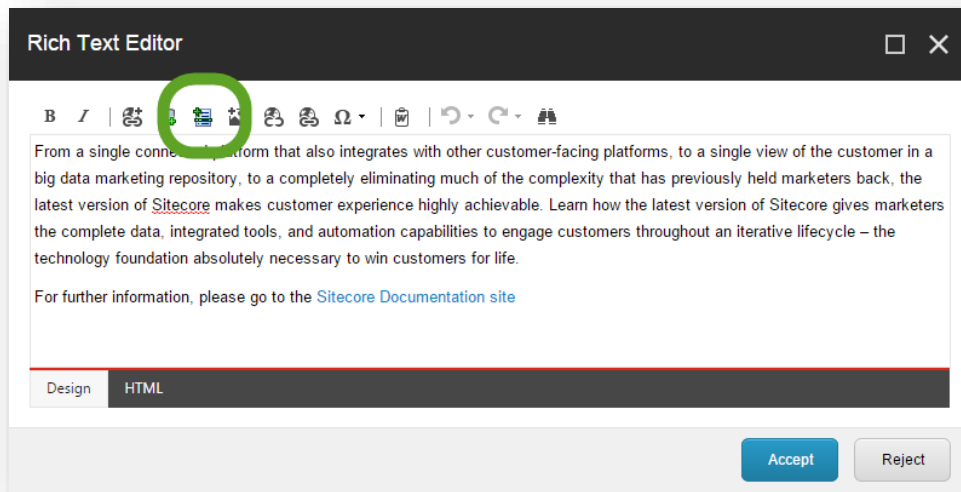 Rich Text Editor
B I Ω W
From a single connected platform that also integrates with other customer-facing platforms, to a single view of the customer in a
big data marketing repository, to a completely eliminating much of the complexity that has previously held marketers back, the
latest version of Sitecore makes customer experience highly achievable. Learn how the latest version of Sitecore gives marketers
the complete data, integrated tools, and automation capabilities to engage customers throughout an iterative lifecycle – the
technology foundation absolutely necessary to win customers for life.
For further information, please go to the Sitecore Documentation site
Design HTML
Accept Reject